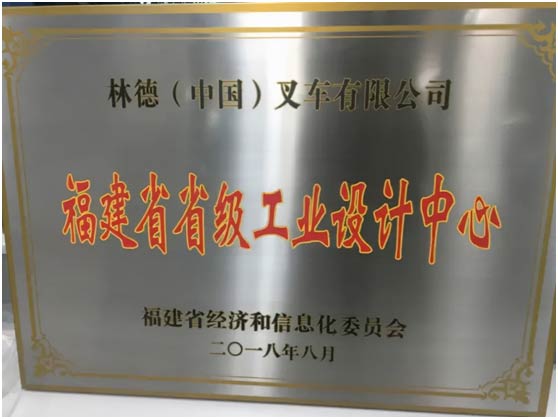 林德（中国）叉车有限公司
福建省省级工业设计中心
福建省经济和信息化委员会
二〇一八年八月